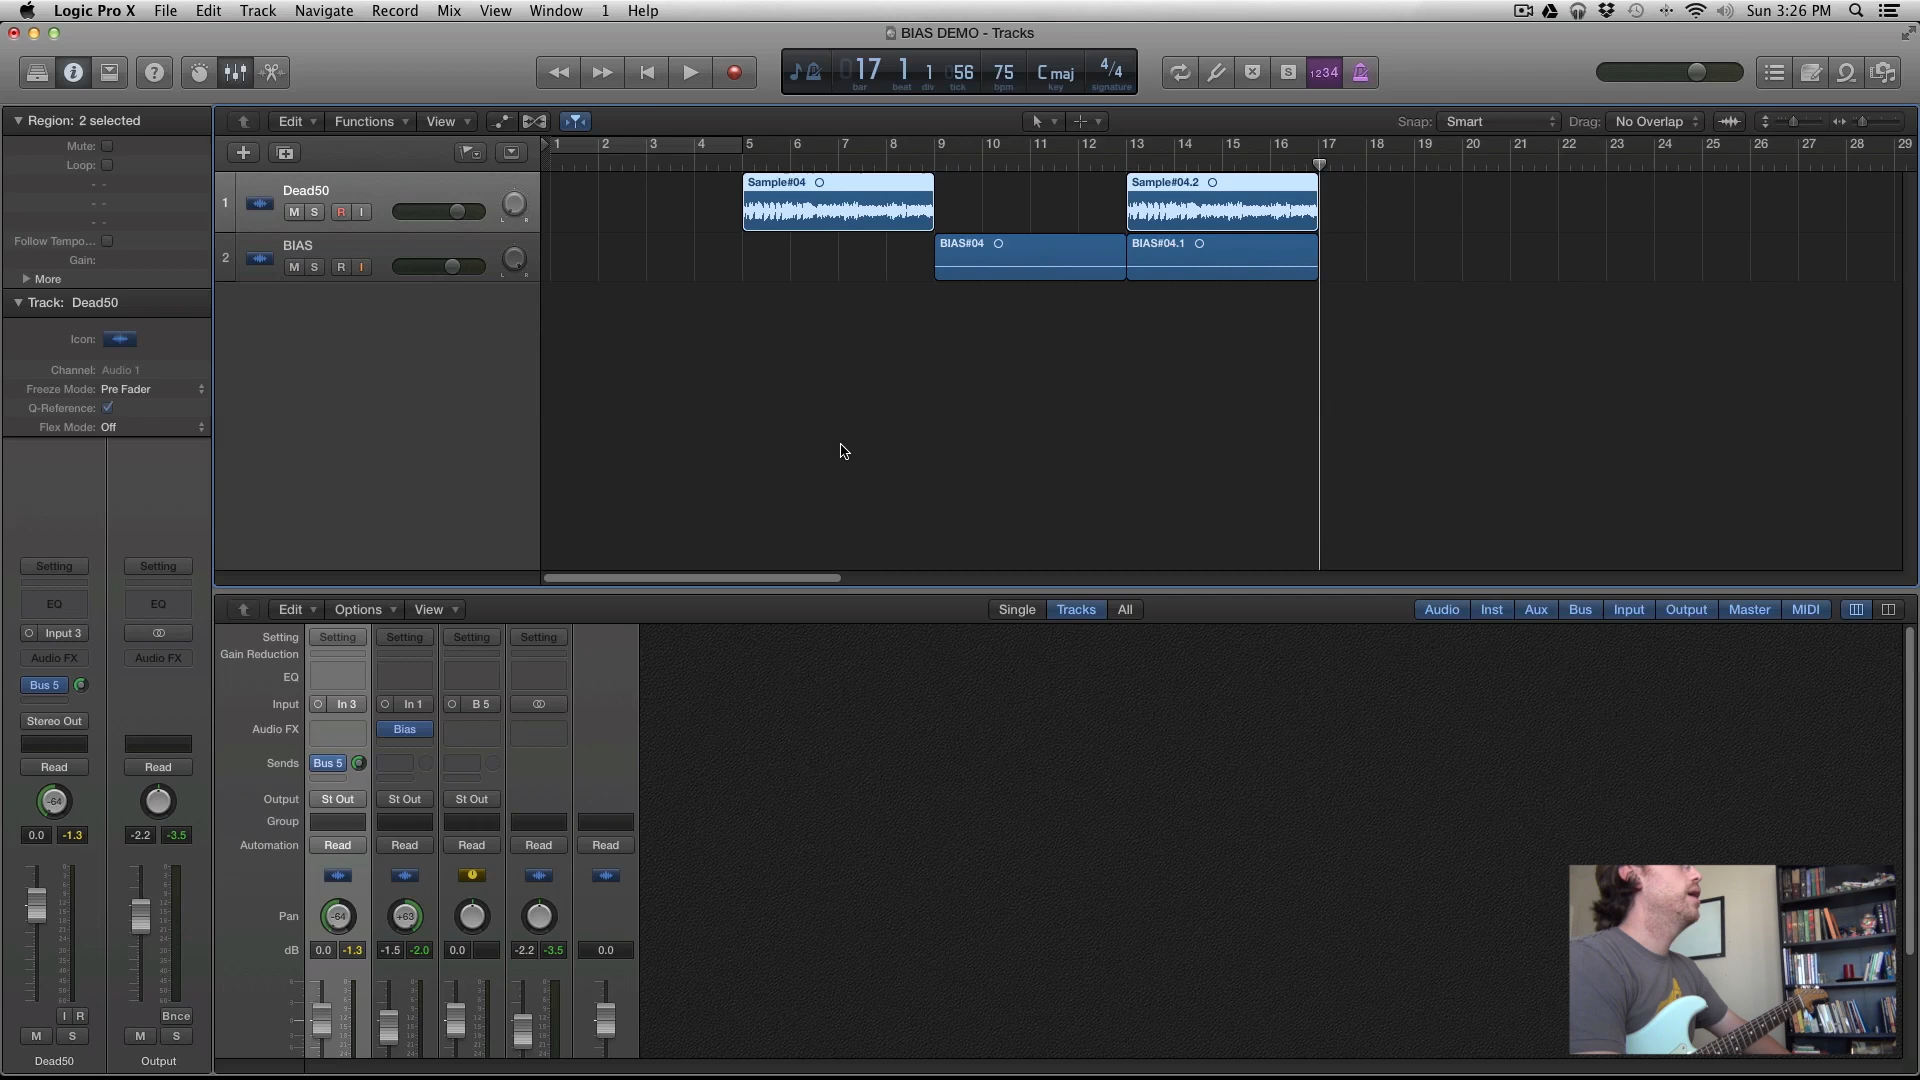 Logic Pro X File Edit Track Navigate Record Mix View Window 1 Help Sun 3:26 PM
BIAS DEMO - Tracks
17 1 1 56 75 C maj 4/4
bar beat div tick bpm key signature
S 1234
Region: 2 selected
Edit Functions View Snap: Smart Drag: No Overlap
Mute:
Loop:
- -
- -
- -
Follow Tempo...
Gain:
More
1 2 3 4 5 6 7 8 9 10 11 12 13 14 15 16 17 18 19 20 21 22 23 24 25 26 27 28 29
1 Dead50
M S R I L R
Sample#04 Sample#04.2
2 BIAS
M S R I L R
BIAS#04 BIAS#04.1
Track: Dead50
Icon:
Channel: Audio 1
Freeze Mode: Pre Fader
Q-Reference:
Flex Mode: Off
Setting Setting
EQ EQ
Input 3
Audio FX Audio FX
Bus 5
Stereo Out
Read Read
-64
0.0 -1.3 -2.2 -3.5
I R Bnce
M S M S
Dead50 Output
Edit Options View Single Tracks All Audio Inst Aux Bus Input Output Master MIDI
Setting Setting Setting Setting Setting
Gain Reduction
EQ
Input In 3 In 1 B 5
Audio FX Bias
Sends Bus 5
Output St Out St Out St Out
Group
Automation Read Read Read Read Read
Pan -64 +63
dB 0.0 -1.3 -1.5 -2.0 0.0 -2.2 -3.5 0.0